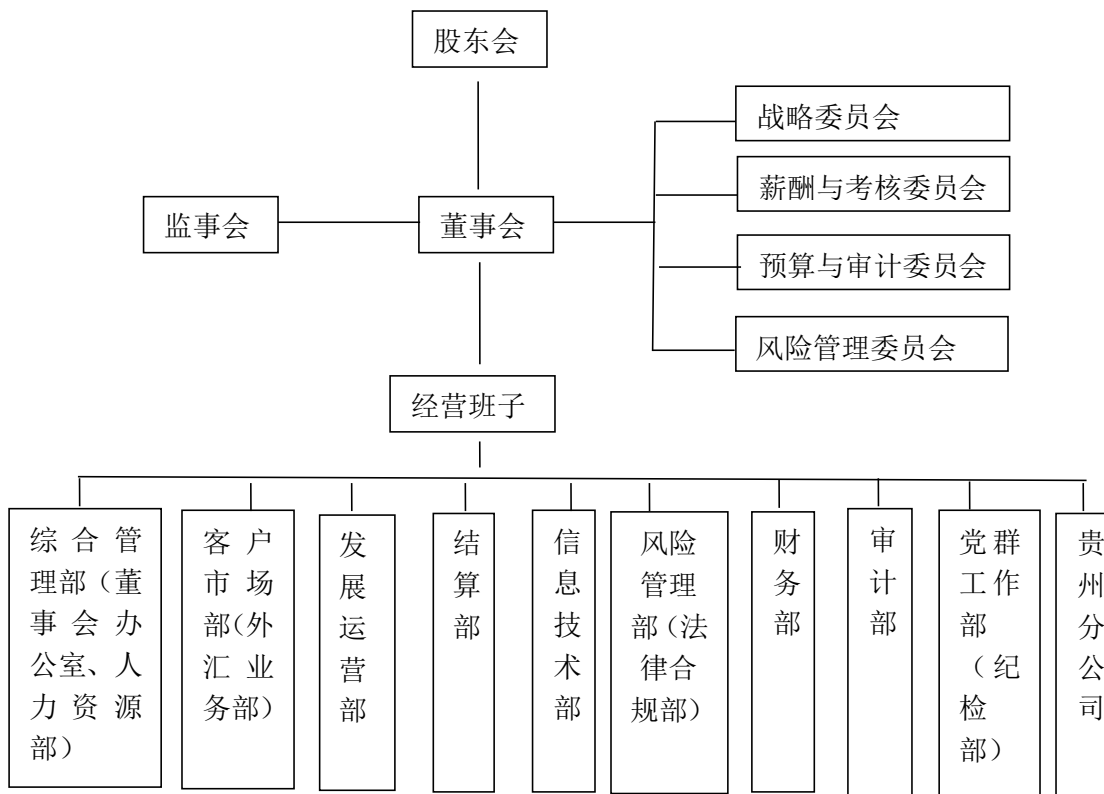 股东会
战略委员会
薪酬与考核委员会
监事会
董事会
预算与审计委员会
风险管理委员会
经营班子
综合管
理部（董
事会办
公室、人
力资源
部）
客户
市场
部（外
汇业
务部）
发
展
运
营
部
结
算
部
信
息
技
术
部
风险
管理
部（法
律合
规部）
财
务
部
审
计
部
党群
工作
部
（纪
检
部）
贵
州
分
公
司